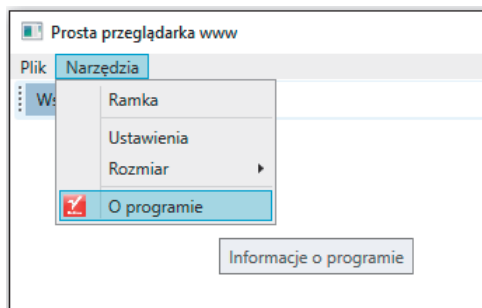 Prosta przeglądarka www
Plik Narzędzia
Ramka
Ustawienia
Rozmiar
O programie
Informacje o programie